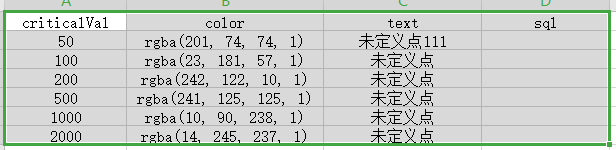 A B C D
criticalVal color text sql
50 rgba(201, 74, 74, 1) 未定义点111
100 rgba(23, 181, 57, 1) 未定义点
200 rgba(242, 122, 10, 1) 未定义点
500 rgba(241, 125, 125, 1) 未定义点
1000 rgba(10, 90, 238, 1) 未定义点
2000 rgba(14, 245, 237, 1) 未定义点